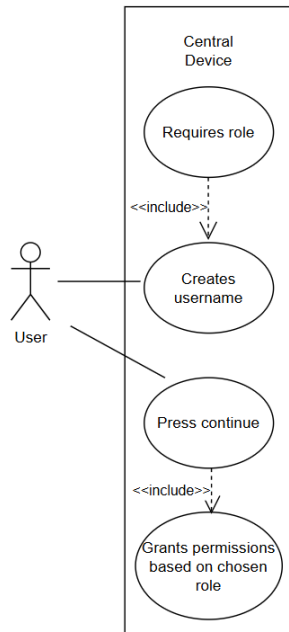 Central
Device
Requires role
<<include>>
Creates
username
User
Press continue
<<include>>
Grants permissions
based on chosen
role